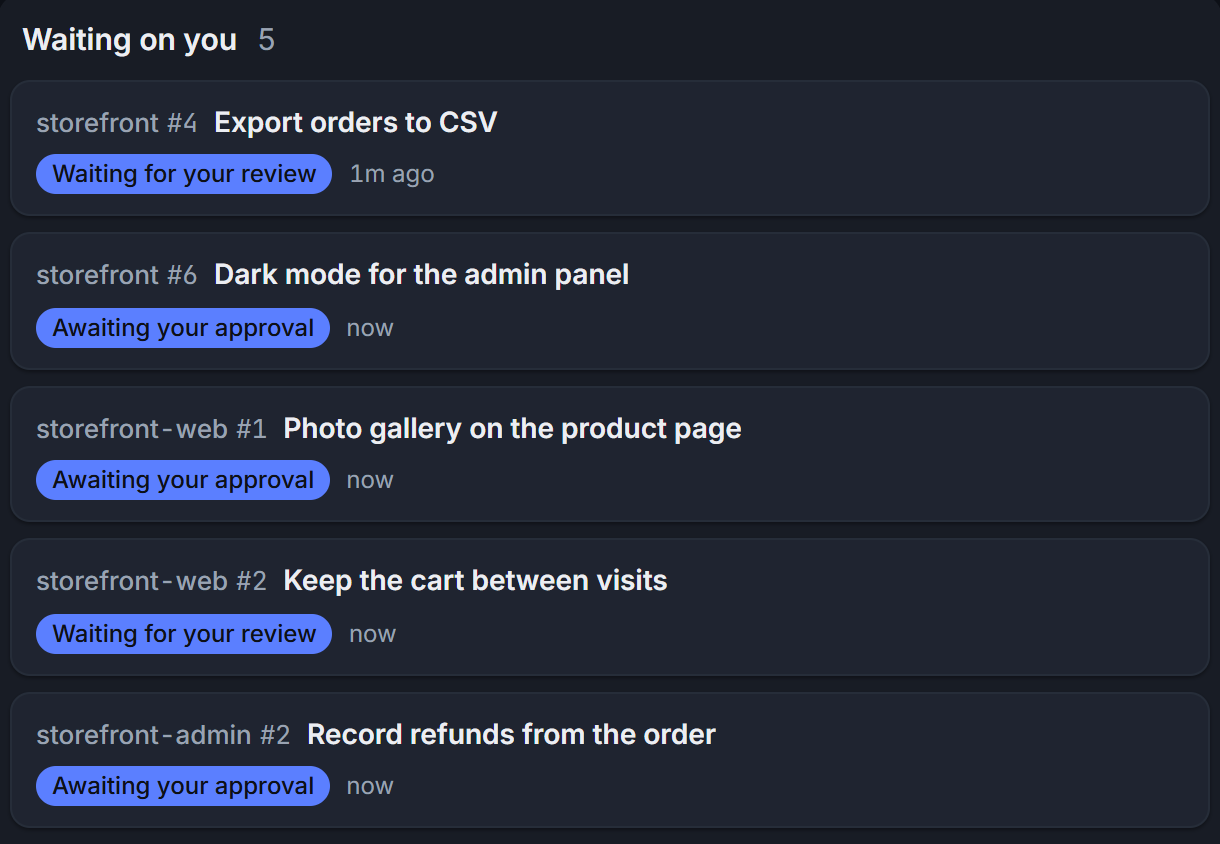 Waiting on you 5
storefront #4 Export orders to CSV
Waiting for your review 1m ago
storefront #6 Dark mode for the admin panel
Awaiting your approval now
storefront-web #1 Photo gallery on the product page
Awaiting your approval now
storefront-web #2 Keep the cart between visits
Waiting for your review now
storefront-admin #2 Record refunds from the order
Awaiting your approval now